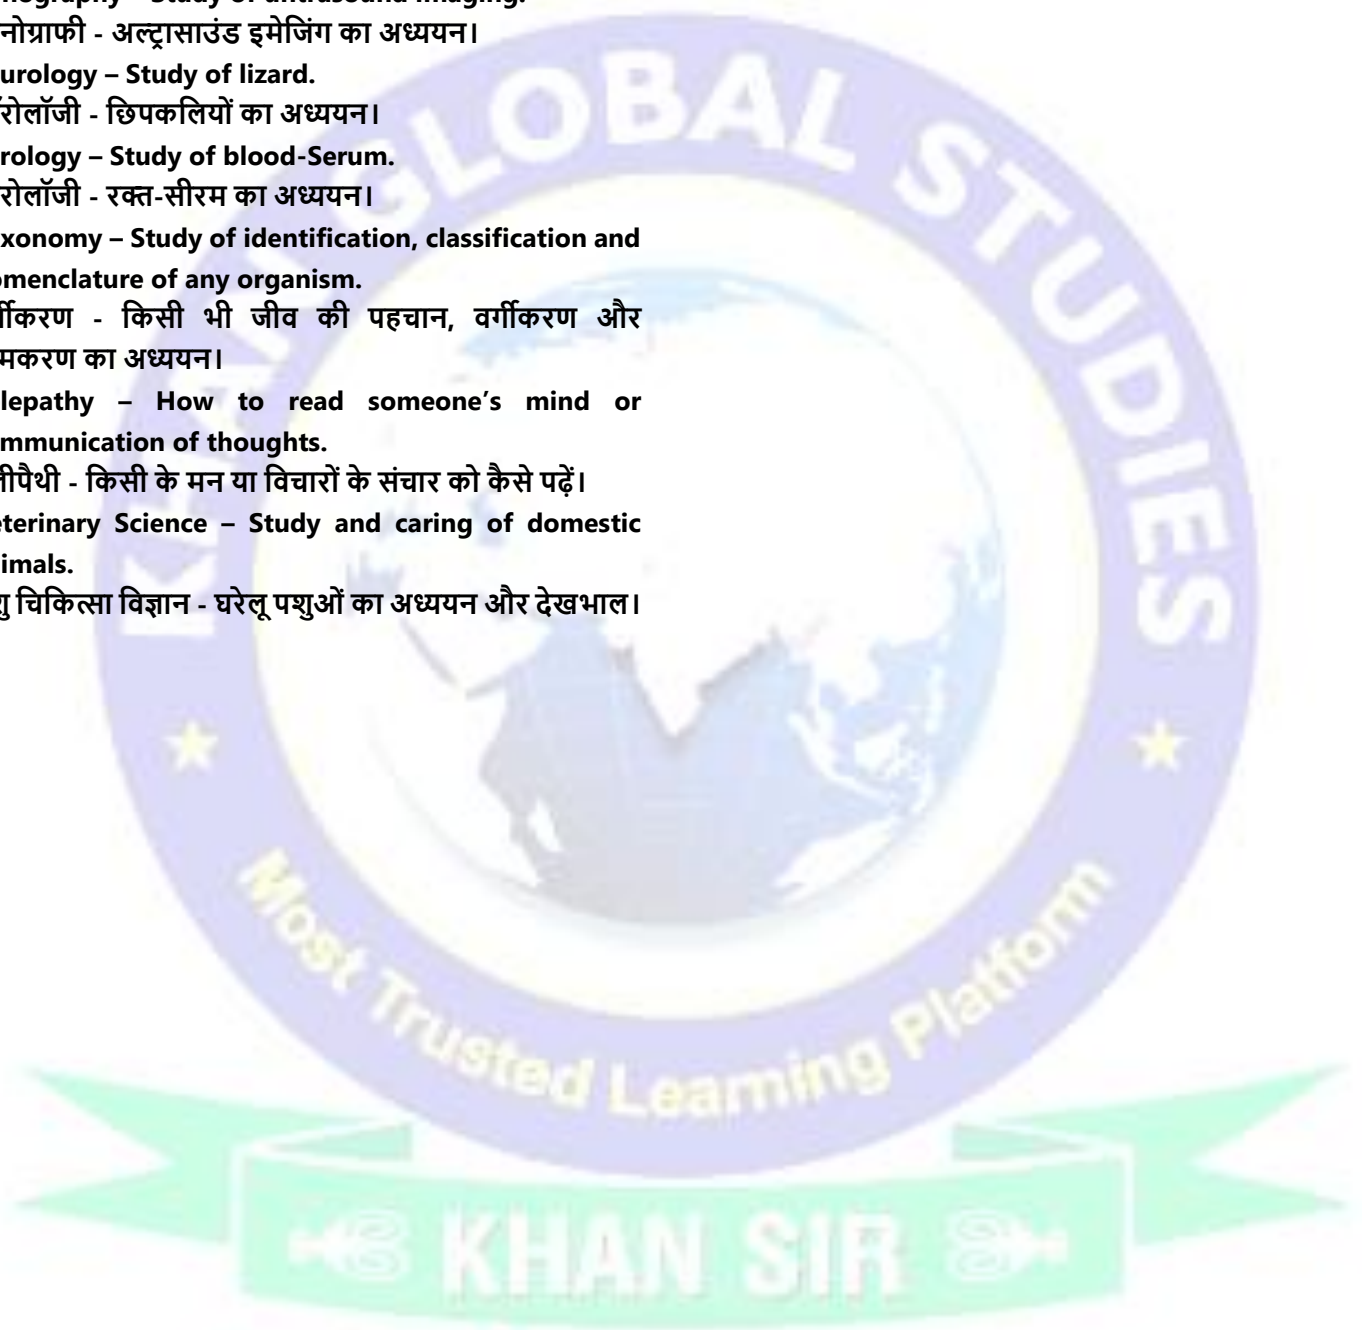 nography – Study of untrasound imaging.
नोग्राफी - अल्ट्रासाउंड इमेजिंग का अध्ययन।
urology – Study of lizard.
रोलॉजी - छिपकलियों का अध्ययन।
rology – Study of blood-Serum.
रोलॉजी - रक्त-सीरम का अध्ययन।
xonomy – Study of identification, classification and
omenclature of any organism.
र्गीकरण - किसी भी जीव की पहचान, वर्गीकरण और
मकरण का अध्ययन।
lepathy – How to read someone's mind or
mmunication of thoughts.
लीपैथी - किसी के मन या विचारों के संचार को कैसे पढ़ें।
eterinary Science – Study and caring of domestic
imals.
शु चिकित्सा विज्ञान - घरेलू पशुओं का अध्ययन और देखभाल।
KHAN GLOBAL STUDIES
Most Trusted Learning Platform
KHAN SIR